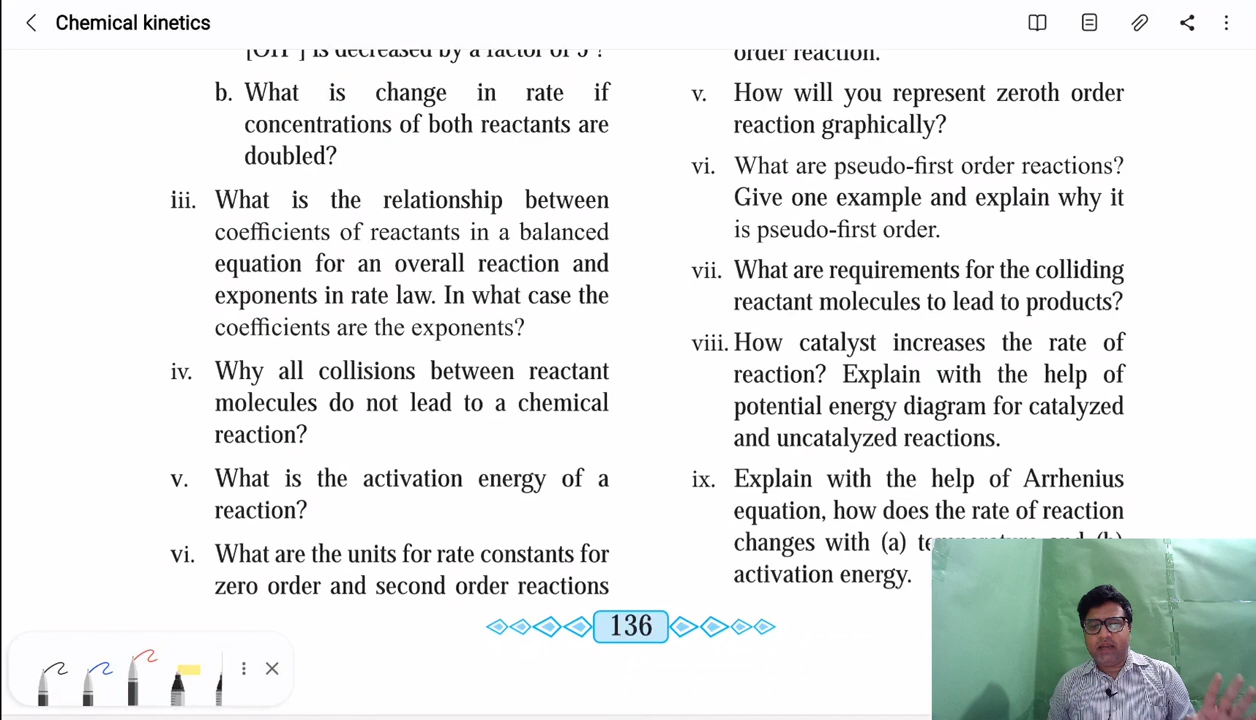 Chemical kinetics
is decreased by a factor of 5 ?
b. What is change in rate if
concentrations of both reactants are
doubled?
iii. What is the relationship between
coefficients of reactants in a balanced
equation for an overall reaction and
exponents in rate law. In what case the
coefficients are the exponents?
iv. Why all collisions between reactant
molecules do not lead to a chemical
reaction?
v. What is the activation energy of a
reaction?
vi. What are the units for rate constants for
zero order and second order reactions
order reaction.
v. How will you represent zeroth order
reaction graphically?
vi. What are pseudo-first order reactions?
Give one example and explain why it
is pseudo-first order.
vii. What are requirements for the colliding
reactant molecules to lead to products?
viii. How catalyst increases the rate of
reaction? Explain with the help of
potential energy diagram for catalyzed
and uncatalyzed reactions.
ix. Explain with the help of Arrhenius
equation, how does the rate of reaction
changes with (a)
activation energy.
136